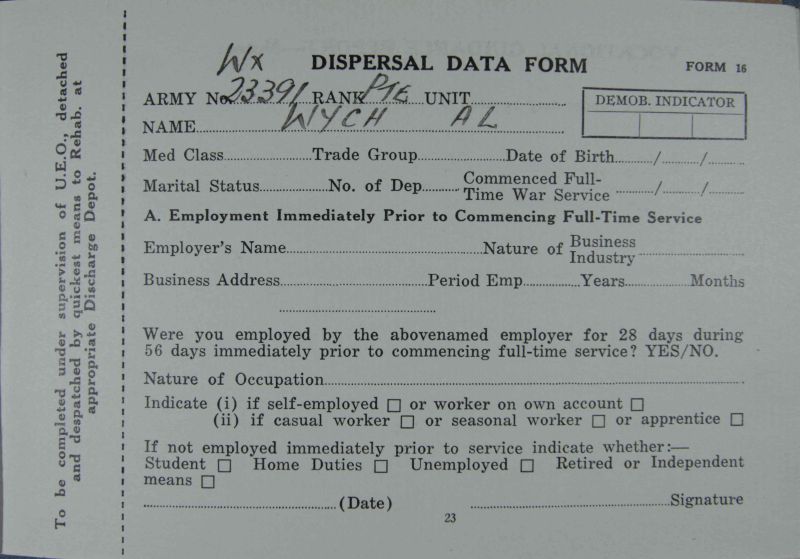 To be completed under supervision of U.E.O., detached
and despatched by quickest means to Rehab. at
appropriate Discharge Depot.
WX
DISPERSAL DATA FORM FORM 16
ARMY No. 23391 RANK PTE UNIT
DEMOB. INDICATOR
NAME WYCH AL
Med Class Trade Group Date of Birth / /
Marital Status No. of Dep. Commenced Full-
Time War Service / /
A. Employment Immediately Prior to Commencing Full-Time Service
Employer's Name Nature of Business
Industry
Business Address Period Emp. Years Months
Were you employed by the abovenamed employer for 28 days during
56 days immediately prior to commencing full-time service? YES/NO.
Nature of Occupation
Indicate (i) if self-employed □ or worker on own account □
(ii) if casual worker □ or seasonal worker □ or apprentice □
If not employed immediately prior to service indicate whether:—
Student □ Home Duties □ Unemployed □ Retired or Independent
means □
(Date) Signature
23